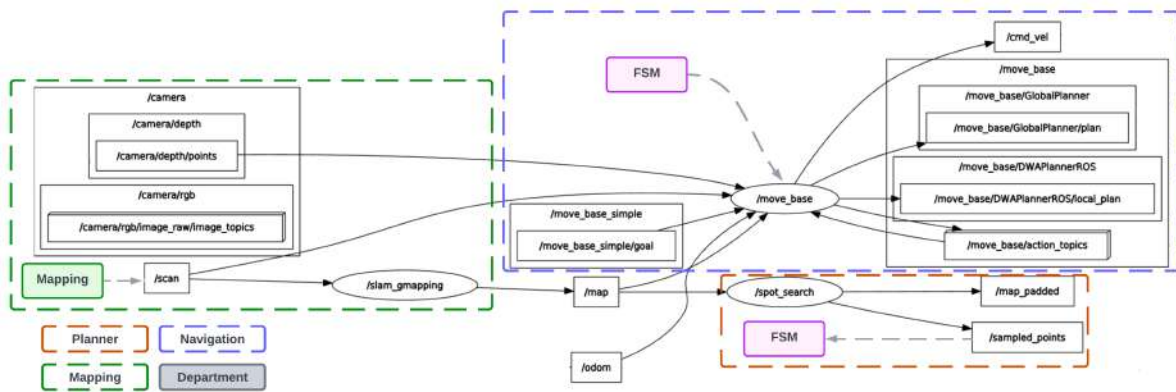 /camera
/camera/depth
/camera/depth/points
/camera/rgb
/camera/rgb/image_raw/image_topics
Mapping
/scan
/slam_gmapping
FSM
/cmd_vel
/move_base
/move_base/GlobalPlanner
/move_base/GlobalPlanner/plan
/move_base/DWAPlannerROS
/move_base/DWAPlannerROS/local_plan
/move_base/action_topics
/move_base
/move_base_simple
/move_base_simple/goal
/map
/odom
/spot_search
/map_padded
/sampled_points
FSM
Planner
Navigation
Mapping
Department